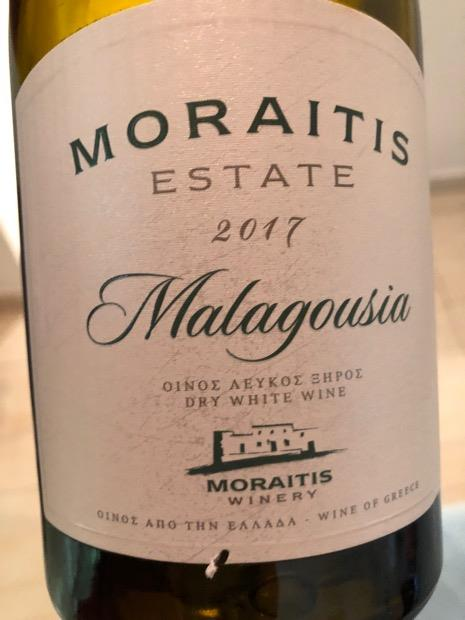 MORAITIS
ESTATE
2017
Malagousia
ΟΙΝΟΣ ΛΕΥΚΟΣ ΞΗΡΟΣ
DRY WHITE WINE
MORAITIS
WINERY
ΟΙΝΟΣ ΑΠΟ ΤΗΝ ΕΛΛΑΔΑ - WINE OF GREECE